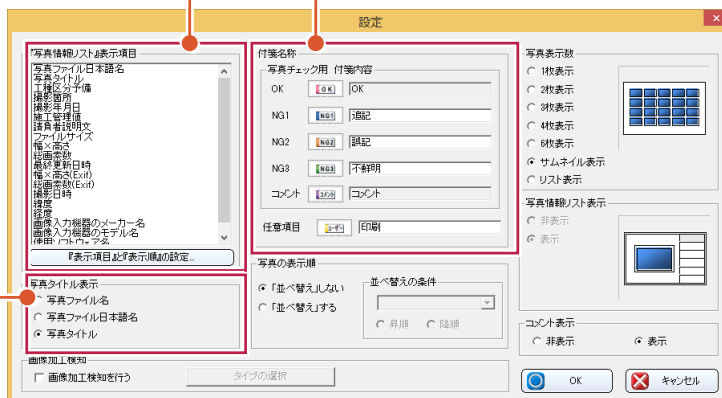 設定
『写真情報リスト』表示項目
写真ファイル日本語名
写真タイトル
工種区分予備
撮影箇所
撮影年月日
施工管理値
請負者説明文
ファイルサイズ
幅×高さ
総画素数
最終更新日時
幅×高さ(Exif)
総画素数(Exif)
撮影日時
緯度
経度
画像入力機器のメーカー名
画像入力機器のモデル名
使用ソフトウェア名
『表示項目』と『表示順』の設定...
写真タイトル表示
写真ファイル名
写真ファイル日本語名
写真タイトル
画像加工検知
画像加工検知を行う
タイプの選択
付箋名称
写真チェック用 付箋内容
OK OK OK
NG1 NG1 追記
NG2 NG2 誤記
NG3 NG3 不鮮明
コメント コメント コメント
任意項目 ユーザー 印刷
写真の表示順
「並べ替え」しない
「並べ替え」する
並べ替えの条件
昇順 降順
写真表示数
1枚表示
2枚表示
3枚表示
4枚表示
6枚表示
サムネイル表示
リスト表示
写真情報リスト表示
非表示
表示
コメント表示
非表示 表示
OK キャンセル